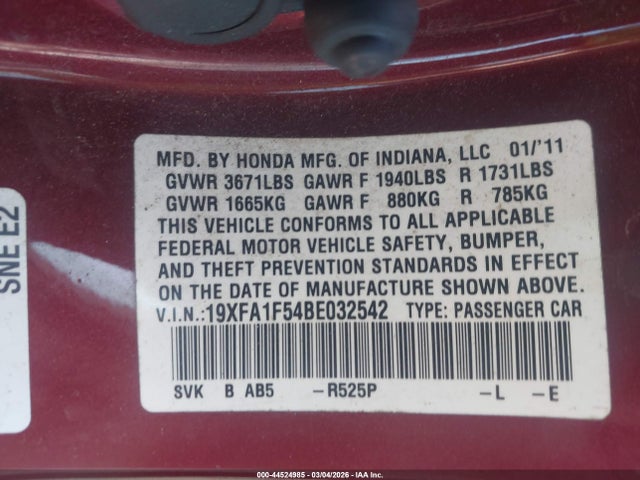 MFD. BY HONDA MFG. OF INDIANA, LLC 01/'11
GVWR 3671LBS GAWR F 1940LBS R 1731LBS
GVWR 1665KG GAWR F 880KG R 785KG
THIS VEHICLE CONFORMS TO ALL APPLICABLE
FEDERAL MOTOR VEHICLE SAFETY, BUMPER,
AND THEFT PREVENTION STANDARDS IN EFFECT
ON THE DATE OF MANUFACTURE SHOWN ABOVE.
V.I.N.:19XFA1F54BE032542 TYPE: PASSENGER CAR
SVK B AB5 –R525P –L –E
SNE E2
000-44524985 - 03/04/2026 - IAA Inc.